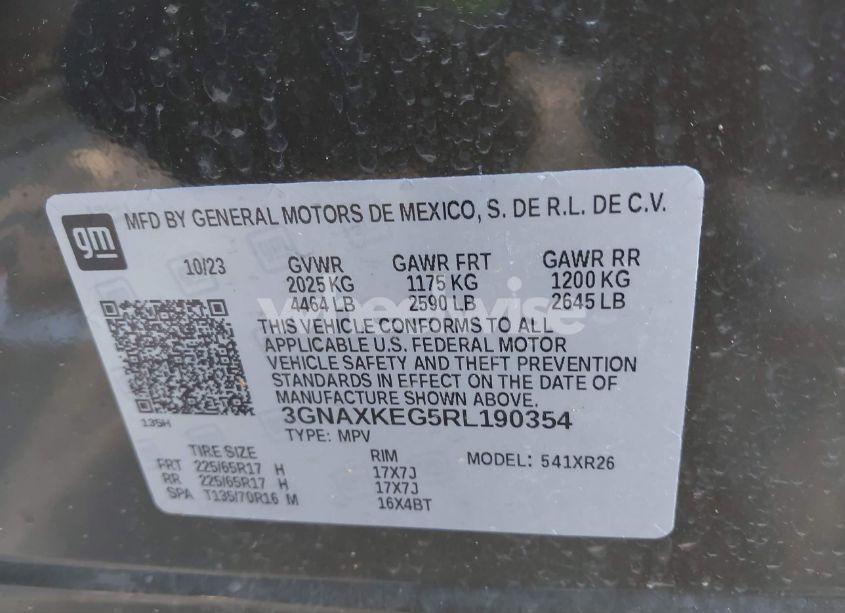 gm
MFD BY GENERAL MOTORS DE MEXICO, S. DE R.L. DE C.V.
10/23 GVWR GAWR FRT GAWR RR
2025 KG 1175 KG 1200 KG
4464 LB 2590 LB 2645 LB
THIS VEHICLE CONFORMS TO ALL
APPLICABLE U.S. FEDERAL MOTOR
VEHICLE SAFETY AND THEFT PREVENTION
STANDARDS IN EFFECT ON THE DATE OF
MANUFACTURE SHOWN ABOVE.
135H
3GNAXKEG5RL190354
TYPE: MPV
TIRE SIZE RIM MODEL: 541XR26
FRT 225/65R17 H 17X7J
RR 225/65R17 H 17X7J
SPA T135/70R16 M 16X4BT